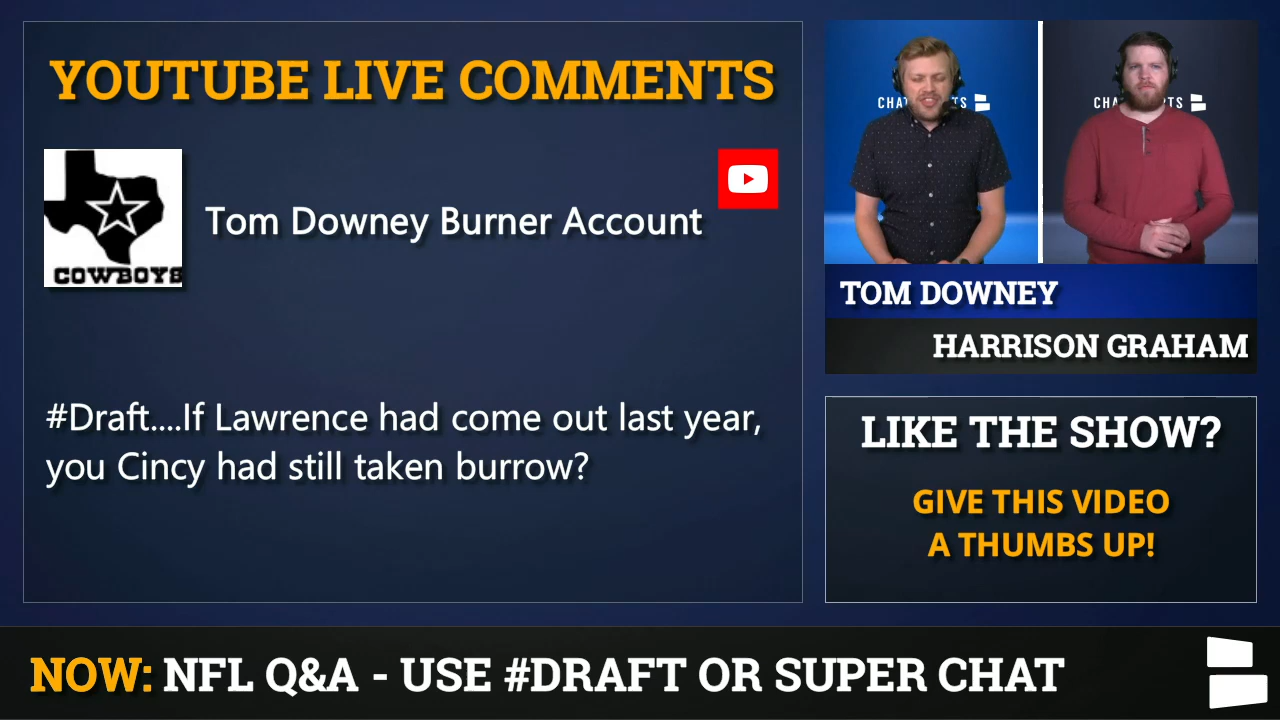 YOUTUBE LIVE COMMENTS
COWBOYS
Tom Downey Burner Account
#Draft....If Lawrence had come out last year,
you Cincy had still taken burrow?
TOM DOWNEY
HARRISON GRAHAM
LIKE THE SHOW?
GIVE THIS VIDEO
A THUMBS UP!
NOW: NFL Q&A - USE #DRAFT OR SUPER CHAT